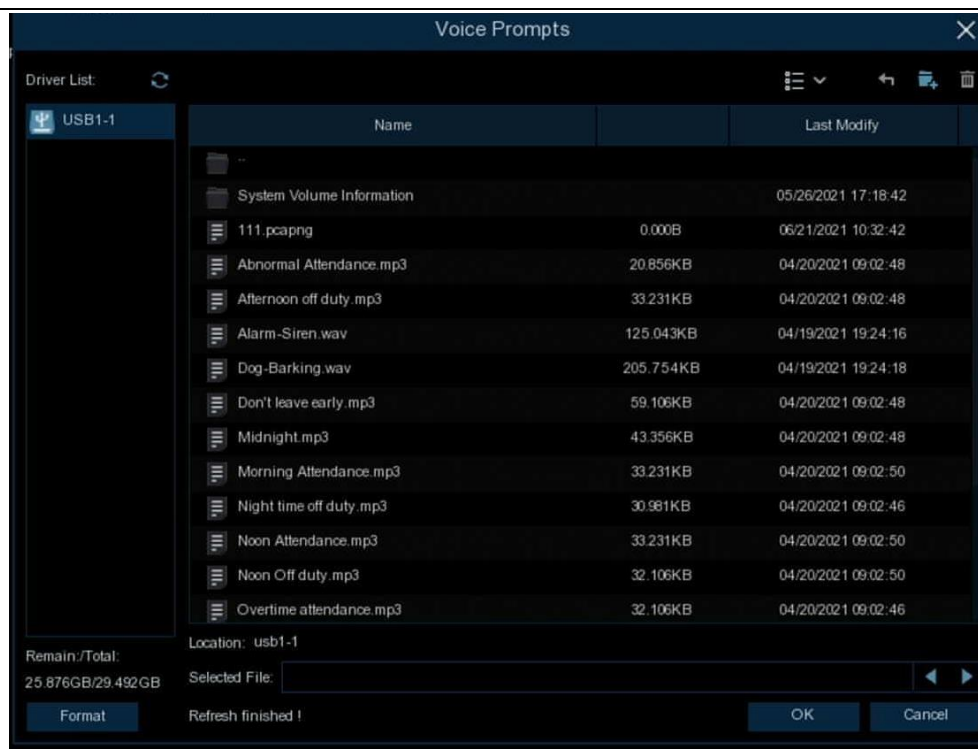 Voice Prompts
Driver List:
USB1-1
Name Last Modify
..
System Volume Information 05/26/2021 17:18:42
111.pcapng 0.000B 06/21/2021 10:32:42
Abnormal Attendance.mp3 20.856KB 04/20/2021 09:02:48
Afternoon off duty.mp3 33.231KB 04/20/2021 09:02:48
Alarm-Siren.wav 125.043KB 04/19/2021 19:24:16
Dog-Barking.wav 205.754KB 04/19/2021 19:24:18
Don't leave early.mp3 59.106KB 04/20/2021 09:02:48
Midnight.mp3 43.356KB 04/20/2021 09:02:48
Morning Attendance.mp3 33.231KB 04/20/2021 09:02:50
Night time off duty.mp3 30.981KB 04/20/2021 09:02:46
Noon Attendance.mp3 33.231KB 04/20/2021 09:02:50
Noon Off duty.mp3 32.106KB 04/20/2021 09:02:50
Overtime attendance.mp3 32.106KB 04/20/2021 09:02:46
Location: usb1-1
Remain:/Total:
25.876GB/29.492GB
Selected File:
Format Refresh finished ! OK Cancel